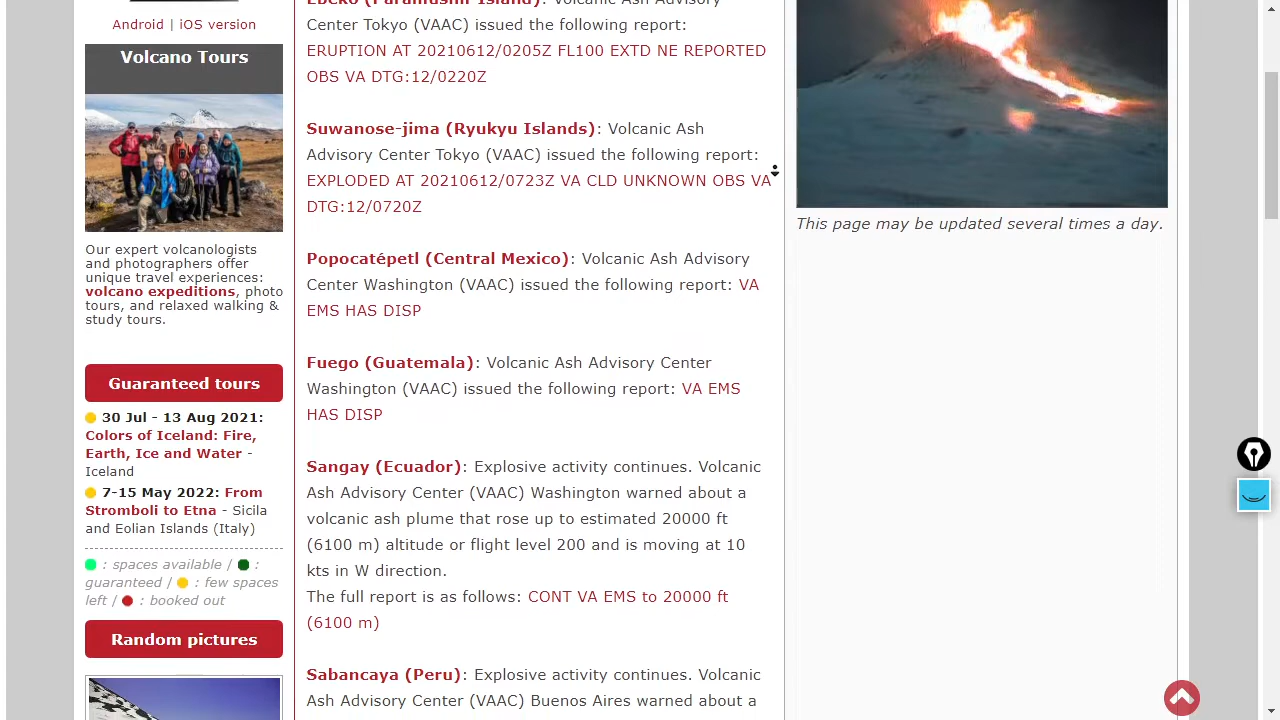 Android | iOS version
Volcano Tours
Our expert volcanologists
and photographers offer
unique travel experiences:
volcano expeditions, photo
tours, and relaxed walking &
study tours.
Guaranteed tours
30 Jul - 13 Aug 2021:
Colors of Iceland: Fire,
Earth, Ice and Water -
Iceland
7-15 May 2022: From
Stromboli to Etna - Sicila
and Eolian Islands (Italy)
: spaces available / :
guaranteed / : few spaces
left / : booked out
Random pictures
Ebeko (Paramushir Island): Volcanic Ash Advisory
Center Tokyo (VAAC) issued the following report:
ERUPTION AT 20210612/0205Z FL100 EXTD NE REPORTED
OBS VA DTG:12/0220Z
Suwanose-jima (Ryukyu Islands): Volcanic Ash
Advisory Center Tokyo (VAAC) issued the following report:
EXPLODED AT 20210612/0723Z VA CLD UNKNOWN OBS VA
DTG:12/0720Z
Popocatépetl (Central Mexico): Volcanic Ash Advisory
Center Washington (VAAC) issued the following report: VA
EMS HAS DISP
Fuego (Guatemala): Volcanic Ash Advisory Center
Washington (VAAC) issued the following report: VA EMS
HAS DISP
Sangay (Ecuador): Explosive activity continues. Volcanic
Ash Advisory Center (VAAC) Washington warned about a
volcanic ash plume that rose up to estimated 20000 ft
(6100 m) altitude or flight level 200 and is moving at 10
kts in W direction.
The full report is as follows: CONT VA EMS to 20000 ft
(6100 m)
Sabancaya (Peru): Explosive activity continues. Volcanic
Ash Advisory Center (VAAC) Buenos Aires warned about a
This page may be updated several times a day.